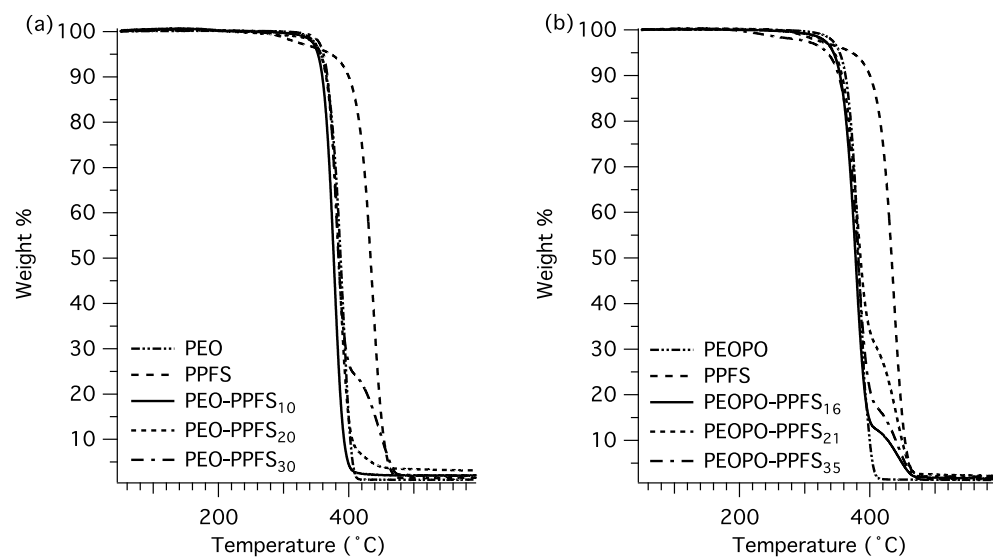 (a)
100
90
80
70
60
50
40
30
20
10
Weight %
PEO
PPFS
PEO-PPFS₁₀
PEO-PPFS₂₀
PEO-PPFS₃₀
200 400
Temperature (˚C)
(b)
100
90
80
70
60
50
40
30
20
10
Weight %
PEOPO
PPFS
PEOPO-PPFS₁₆
PEOPO-PPFS₂₁
PEOPO-PPFS₃₅
200 400
Temperature (˚C)